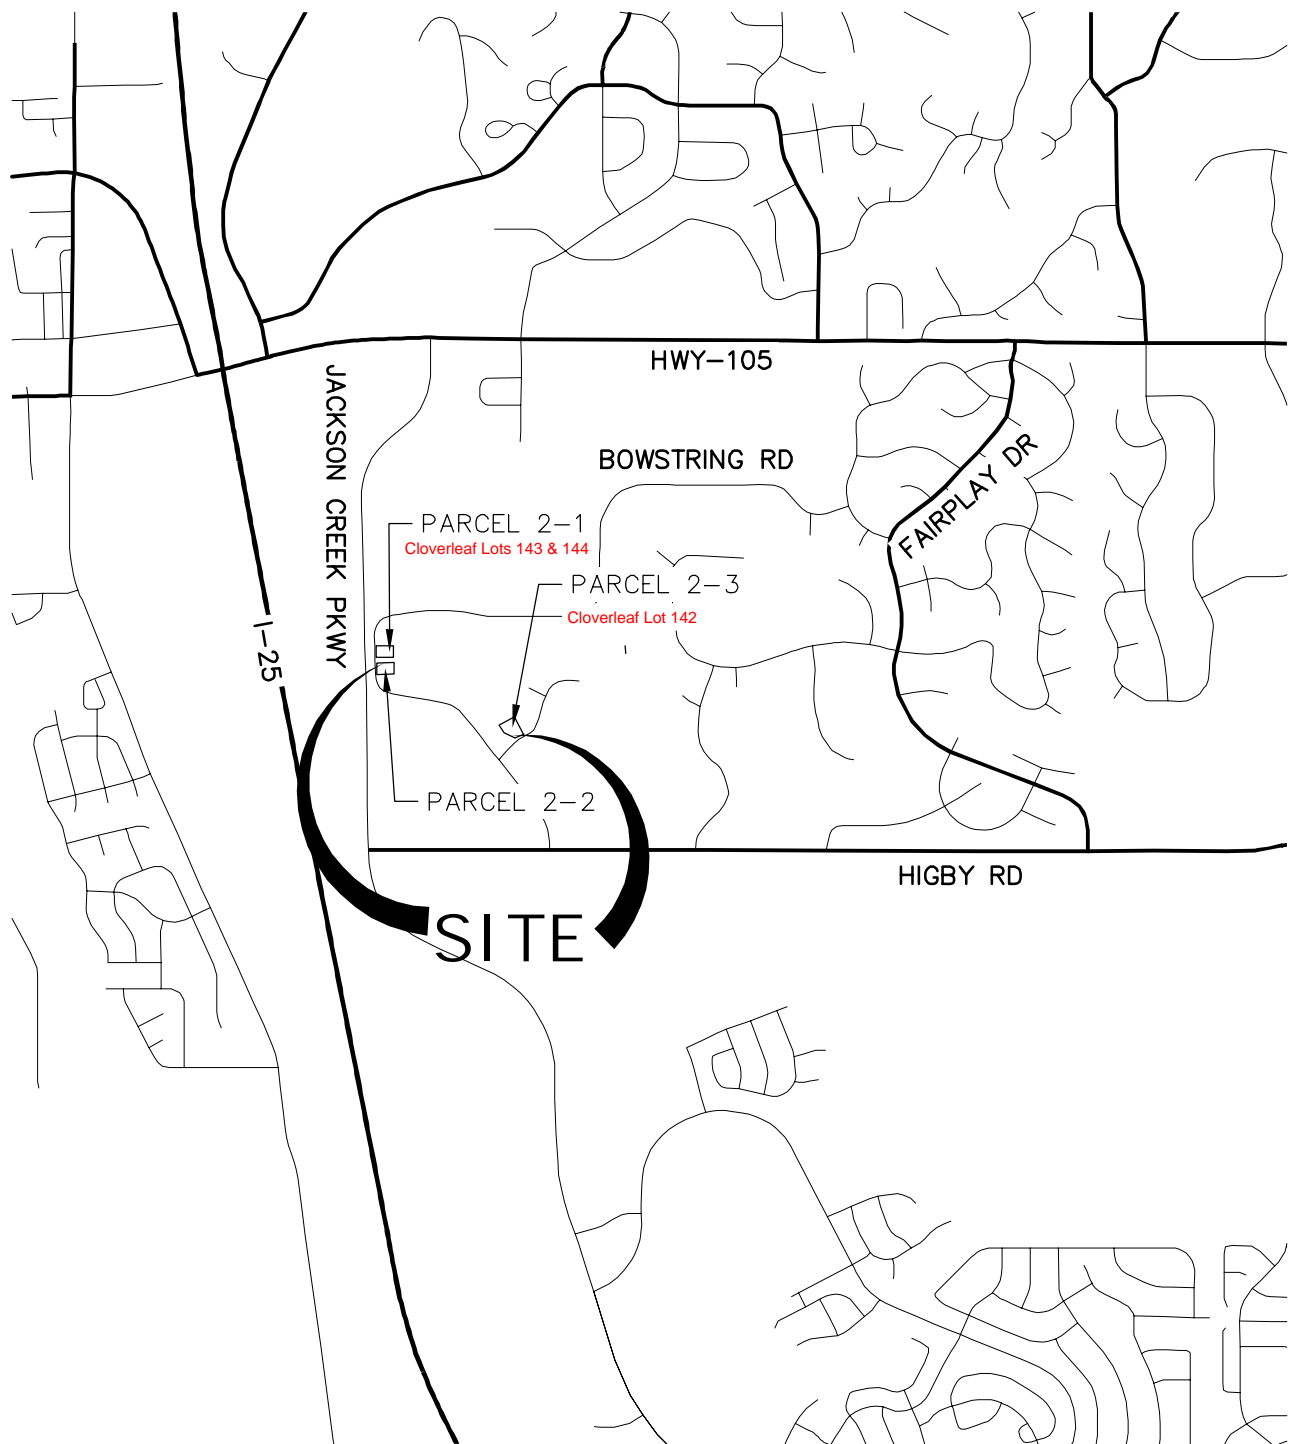 HWY-105
JACKSON CREEK PKWY
BOWSTRING RD
FAIRPLAY DR
PARCEL 2-1
Cloverleaf Lots 143 & 144
PARCEL 2-3
Cloverleaf Lot 142
I-25
PARCEL 2-2
HIGBY RD
SITE